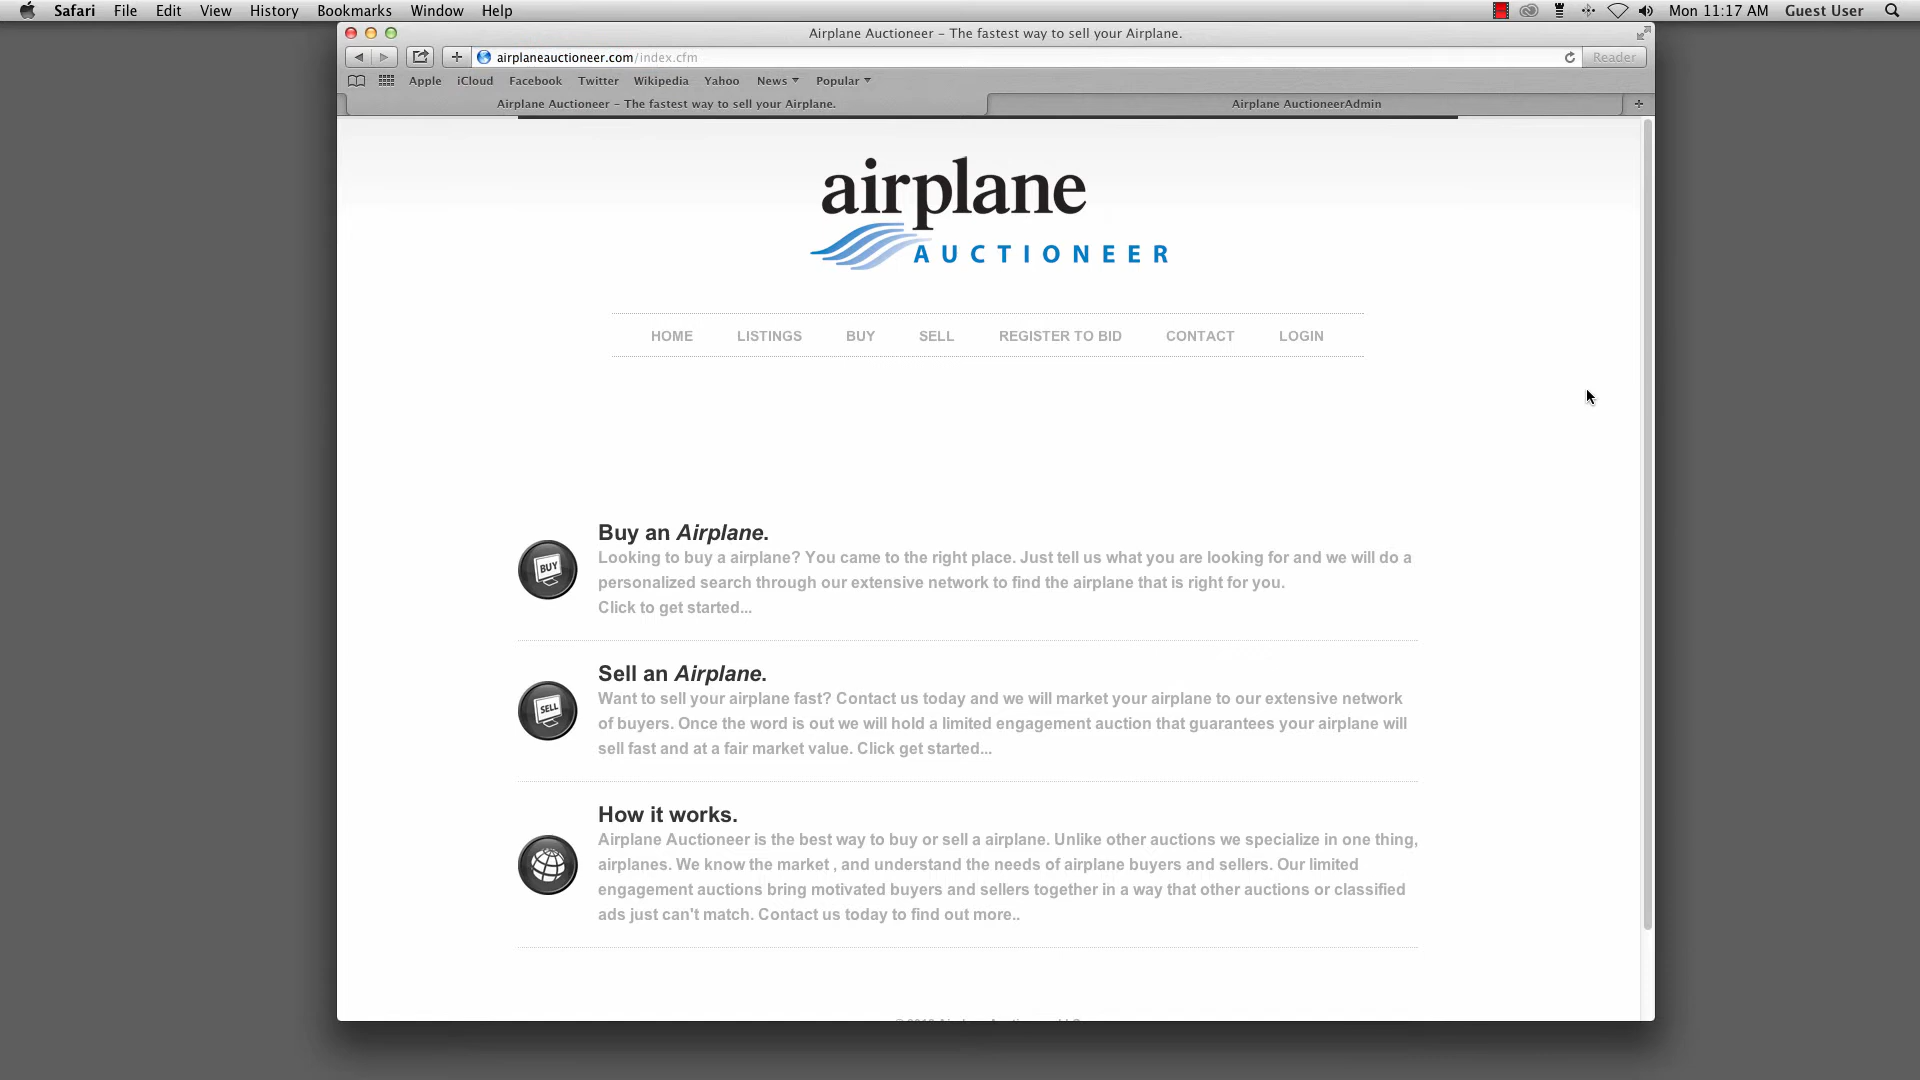 Safari File Edit View History Bookmarks Window Help Mon 11:17 AM Guest User
Airplane Auctioneer – The fastest way to sell your Airplane.
airplaneauctioneer.com/index.cfm Reader
Apple iCloud Facebook Twitter Wikipedia Yahoo News Popular
Airplane Auctioneer – The fastest way to sell your Airplane. Airplane AuctioneerAdmin
airplane
AUCTIONEER
HOME LISTINGS BUY SELL REGISTER TO BID CONTACT LOGIN
Buy an Airplane.
BUY
Looking to buy a airplane? You came to the right place. Just tell us what you are looking for and we will do a
personalized search through our extensive network to find the airplane that is right for you.
Click to get started...
Sell an Airplane.
SELL
Want to sell your airplane fast? Contact us today and we will market your airplane to our extensive network
of buyers. Once the word is out we will hold a limited engagement auction that guarantees your airplane will
sell fast and at a fair market value. Click get started...
How it works.
Airplane Auctioneer is the best way to buy or sell a airplane. Unlike other auctions we specialize in one thing,
airplanes. We know the market , and understand the needs of airplane buyers and sellers. Our limited
engagement auctions bring motivated buyers and sellers together in a way that other auctions or classified
ads just can't match. Contact us today to find out more..